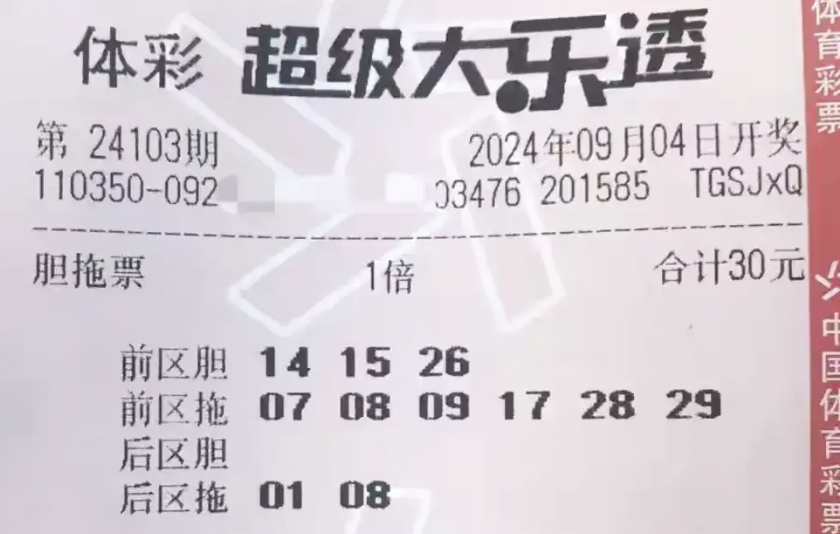 体彩 超级大乐透
第 24103期 2024年09月04日开奖
110350-092 03476 201585 TGSJxQ
胆拖票 1倍 合计30元
前区胆 14 15 26
前区拖 07 08 09 17 28 29
后区胆
后区拖 01 08
体育彩票
中国体育彩票